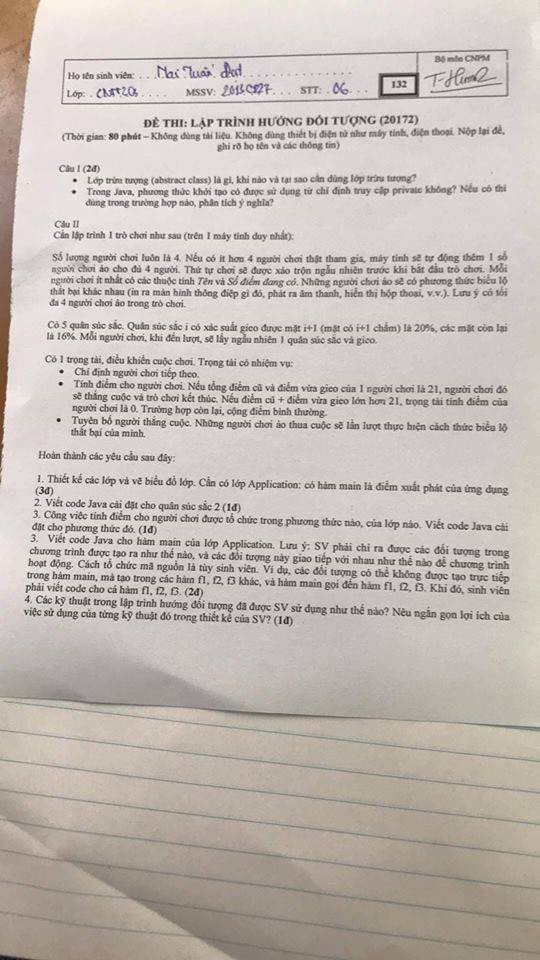 Bộ môn CNPM
Họ tên sinh viên: . . Mai Tuấn Đạt . . . . . . . . . . . . . . .
Lớp: . . . . . . MSSV: . . . STT: . 06 . . . 132
ĐỀ THI: LẬP TRÌNH HƯỚNG ĐỐI TƯỢNG (20172)
(Thời gian: 80 phút – Không dùng tài liệu. Không dùng thiết bị điện tử như máy tính, điện thoại. Nộp lại đề,
ghi rõ họ tên và các thông tin)
Câu I (2đ)
• Lớp trừu tượng (abstract class) là gì, khi nào và tại sao cần dùng lớp trừu tượng?
• Trong Java, phương thức khởi tạo có được sử dụng từ chỉ định truy cập private không? Nếu có thì
dùng trong trường hợp nào, phân tích ý nghĩa?
Câu II
Cần lập trình 1 trò chơi như sau (trên 1 máy tính duy nhất):
Số lượng người chơi luôn là 4. Nếu có ít hơn 4 người chơi thật tham gia, máy tính sẽ tự động thêm 1 số
người chơi ảo cho đủ 4 người. Thứ tự chơi sẽ được xáo trộn ngẫu nhiên trước khi bắt đầu trò chơi. Mỗi
người chơi ít nhất có các thuộc tính Tên và Số điểm đang có. Những người chơi ảo sẽ có phương thức biểu lộ
thất bại khác nhau (in ra màn hình thông điệp gì đó, phát ra âm thanh, hiển thị hộp thoại, v.v.). Lưu ý có tối
đa 4 người chơi ảo trong trò chơi.
Có 5 quân súc sắc. Quân súc sắc i có xác suất gieo được mặt i+1 (mặt có i+1 chấm) là 20%, các mặt còn lại
là 16%. Mỗi người chơi, khi đến lượt, sẽ lấy ngẫu nhiên 1 quân súc sắc và gieo.
Có 1 trọng tài, điều khiển cuộc chơi. Trọng tài có nhiệm vụ:
• Chỉ định người chơi tiếp theo.
• Tính điểm cho người chơi. Nếu tổng điểm cũ và điểm vừa gieo của 1 người chơi là 21, người chơi đó
sẽ thắng cuộc và trò chơi kết thúc. Nếu điểm cũ + điểm vừa gieo lớn hơn 21, trọng tài tính điểm của
người chơi là 0. Trường hợp còn lại, cộng điểm bình thường.
• Tuyên bố người thắng cuộc. Những người chơi ảo thua cuộc sẽ lần lượt thực hiện cách thức biểu lộ
thất bại của mình.
Hoàn thành các yêu cầu sau đây:
1. Thiết kế các lớp và vẽ biểu đồ lớp. Cần có lớp Application: có hàm main là điểm xuất phát của ứng dụng
(3đ)
2. Viết code Java cài đặt cho quân súc sắc 2 (1đ)
3. Công việc tính điểm cho người chơi được tổ chức trong phương thức nào, của lớp nào. Viết code Java cài
đặt cho phương thức đó. (1đ)
3. Viết code Java cho hàm main của lớp Application. Lưu ý: SV phải chỉ ra được các đối tượng trong
chương trình được tạo ra như thế nào, và các đối tượng này giao tiếp với nhau như thế nào để chương trình
hoạt động. Cách tổ chức mã nguồn là tùy sinh viên. Ví dụ, các đối tượng có thể không được tạo trực tiếp
trong hàm main, mà tạo trong các hàm f1, f2, f3 khác, và hàm main gọi đến hàm f1, f2, f3. Khi đó, sinh viên
phải viết code cho cả hàm f1, f2, f3. (2đ)
4. Các kỹ thuật trong lập trình hướng đối tượng đã được SV sử dụng như thế nào? Nêu ngắn gọn lợi ích của
việc sử dụng của từng kỹ thuật đó trong thiết kế của SV? (1đ)